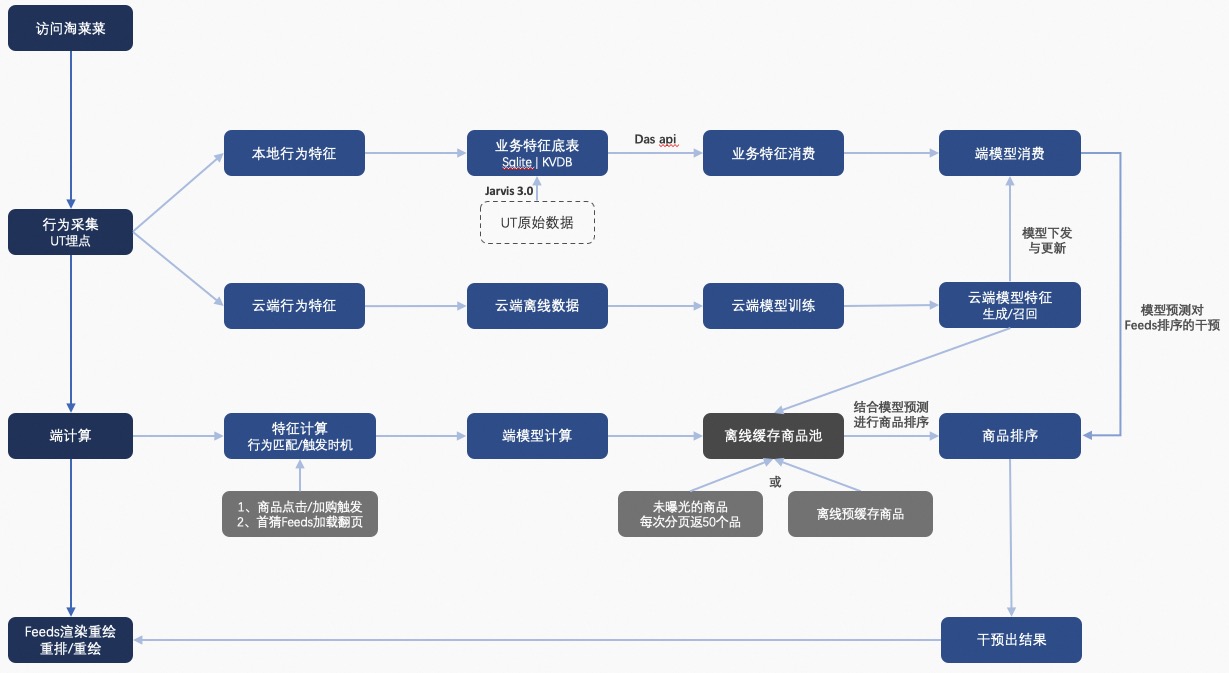 访问淘菜菜
本地行为特征
业务特征底表
Sqlite | KVDB
Das api
业务特征消费
端模型消费
Jarvis 3.0
UT原始数据
行为采集
UT埋点
模型下发
与更新
云端行为特征
云端离线数据
云端模型训练
云端模型特征
生成/召回
模型预测对
Feeds排序的干预
端计算
特征计算
行为匹配/触发时机
端模型计算
离线缓存商品池
结合模型预测
进行商品排序
商品排序
1、商品点击/加购触发
2、首猜Feeds加载翻页
未曝光的商品
每次分页返50个品
或
离线预缓存商品
Feeds渲染重绘
重排/重绘
干预出结果